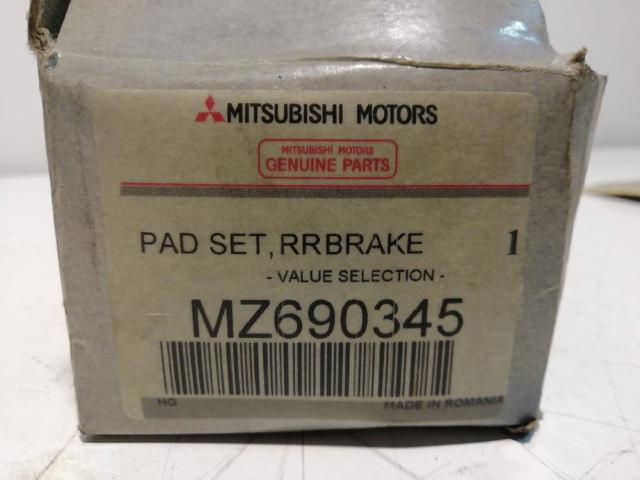 MITSUBISHI MOTORS
MITSUBISHI MOTORS
GENUINE PARTS
PAD SET, RRBRAKE 1
- VALUE SELECTION -
MZ690345
HG MADE IN ROMANIA